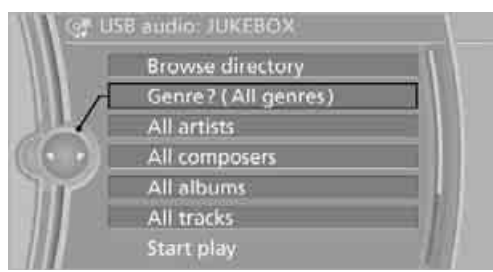 USB audio: JUKEBOX
Browse directory
Genre? (All genres)
All artists
All composers
All albums
All tracks
Start play